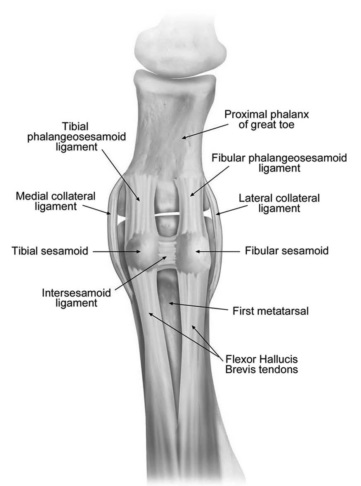 Proximal phalanx
of great toe
Tibial
phalangeosesamoid
ligament
Fibular phalangeosesamoid
ligament
Medial collateral
ligament
Lateral collateral
ligament
Tibial sesamoid
Fibular sesamoid
Intersesamoid
ligament
First metatarsal
Flexor Hallucis
Brevis tendons